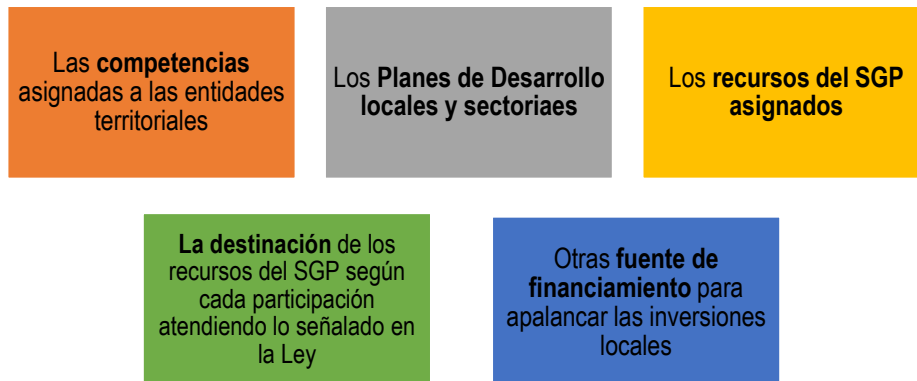 Las competencias
asignadas a las entidades
territoriales
Los Planes de Desarrollo
locales y sectoriaes
Los recursos del SGP
asignados
La destinación de los
recursos del SGP según
cada participación
atendiendo lo señalado en
la Ley
Otras fuente de
financiamiento para
apalancar las inversiones
locales